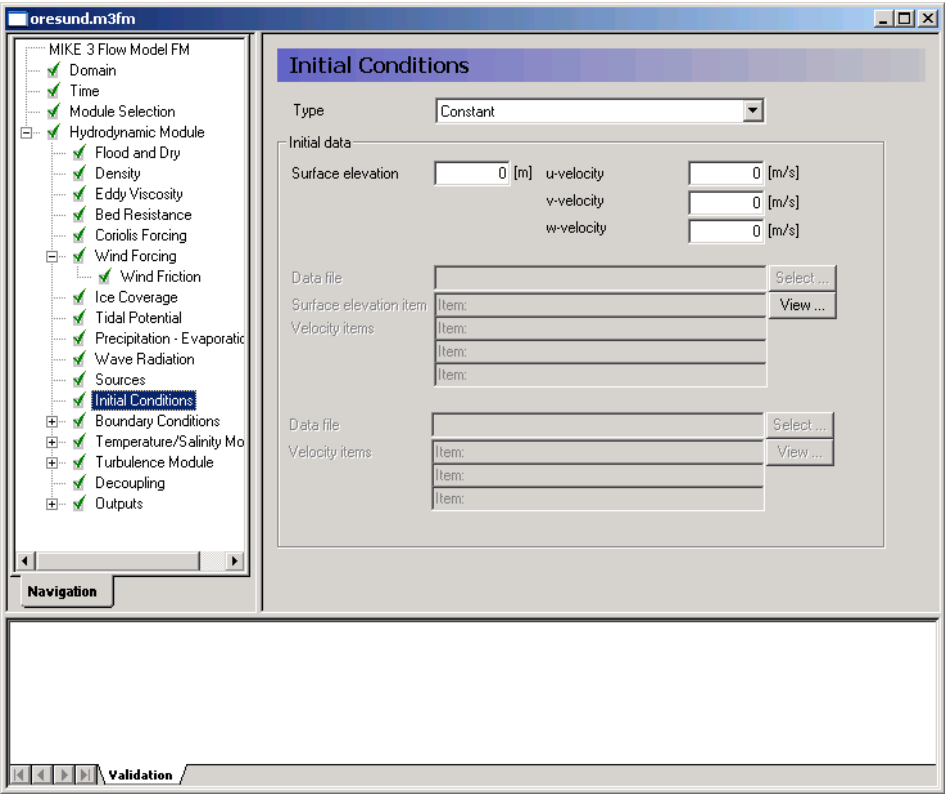 oresund.m3fm
MIKE 3 Flow Model FM
Domain
Time
Module Selection
Hydrodynamic Module
Flood and Dry
Density
Eddy Viscosity
Bed Resistance
Coriolis Forcing
Wind Forcing
Wind Friction
Ice Coverage
Tidal Potential
Precipitation - Evaporatic
Wave Radiation
Sources
Initial Conditions
Boundary Conditions
Temperature/Salinity Mo
Turbulence Module
Decoupling
Outputs
Navigation
Initial Conditions
Type Constant
Initial data
Surface elevation 0 [m] u-velocity 0 [m/s]
v-velocity 0 [m/s]
w-velocity 0 [m/s]
Data file Select ...
Surface elevation item Item: View ...
Velocity items Item:
Item:
Item:
Data file Select ...
Velocity items Item: View ...
Item:
Item:
Validation